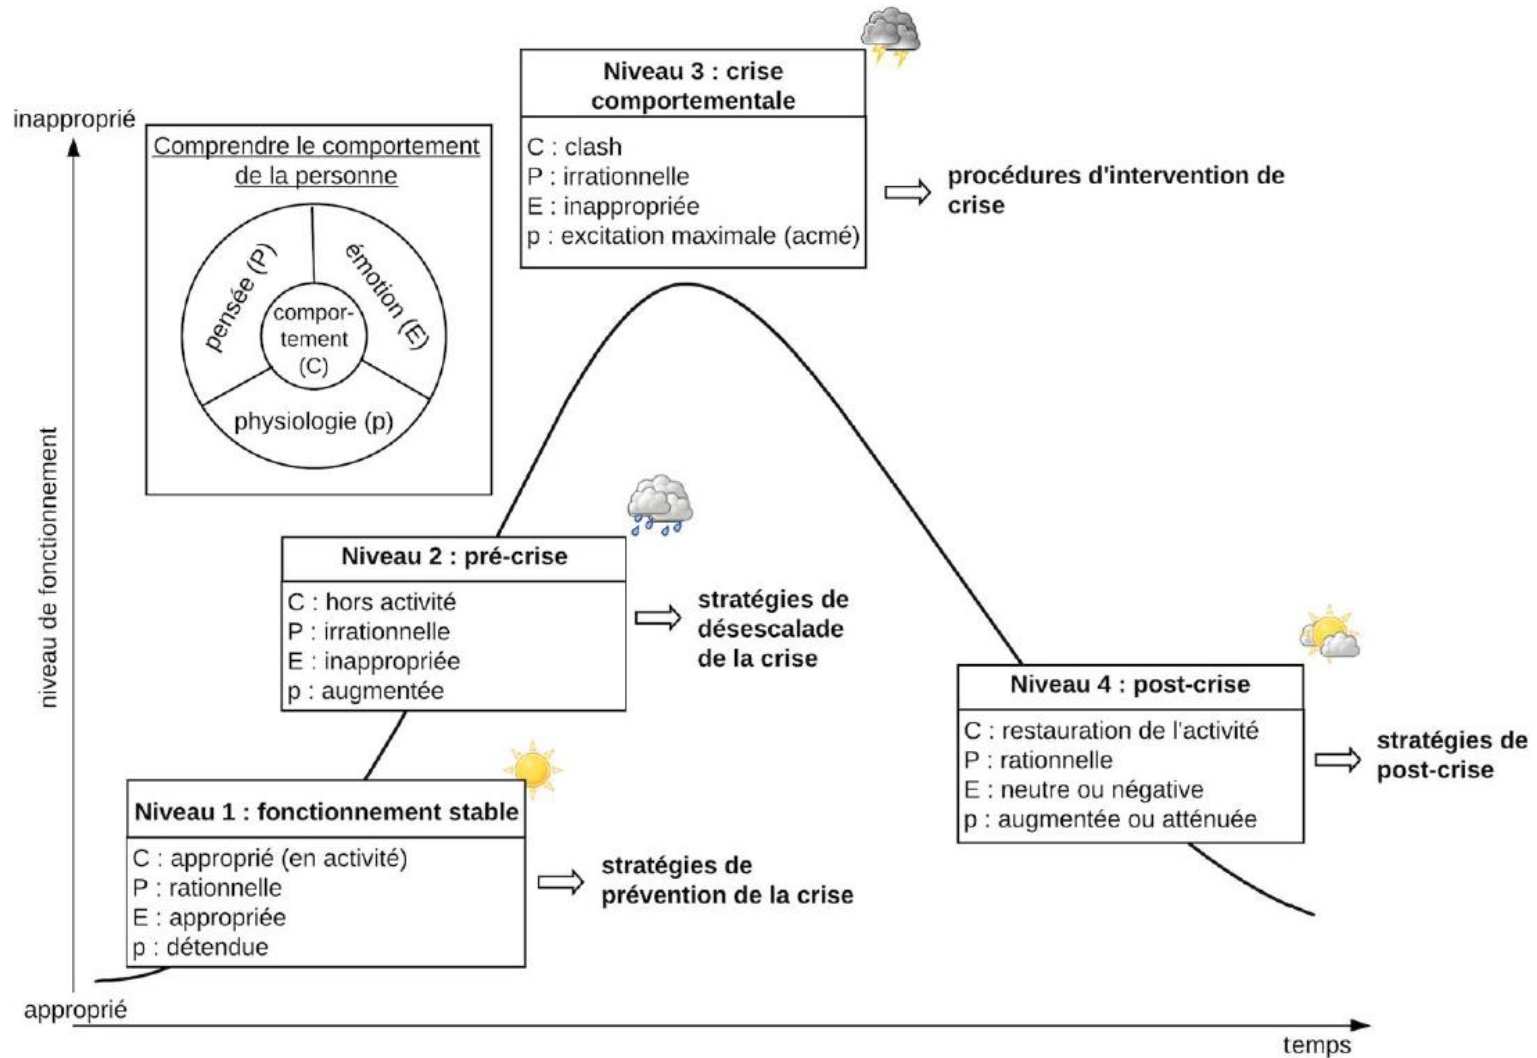 inapproprié
niveau de fonctionnement
approprié
temps
Comprendre le comportement
de la personne
pensée (P)
émotion (E)
compor-
tement
(C)
physiologie (p)
Niveau 3 : crise
comportementale
C : clash
P : irrationnelle
E : inappropriée
p : excitation maximale (acmé)
procédures d'intervention de
crise
Niveau 2 : pré-crise
C : hors activité
P : irrationnelle
E : inappropriée
p : augmentée
stratégies de
désescalade
de la crise
Niveau 1 : fonctionnement stable
C : approprié (en activité)
P : rationnelle
E : appropriée
p : détendue
stratégies de
prévention de la crise
Niveau 4 : post-crise
C : restauration de l'activité
P : rationnelle
E : neutre ou négative
p : augmentée ou atténuée
stratégies de
post-crise